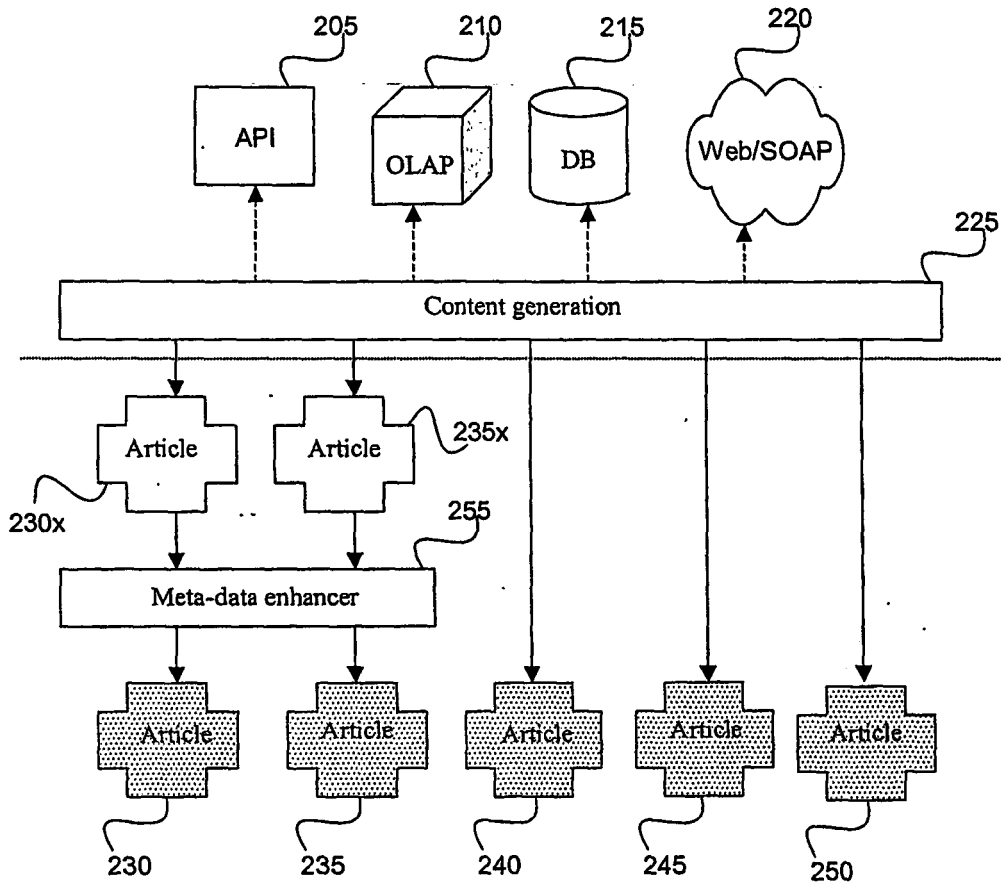 205
210
215
220
API
OLAP
DB
Web/SOAP
225
Content generation
Article
Article
235x
230x
255
Meta-data enhancer
Article
Article
Article
Article
Article
230
235
240
245
250